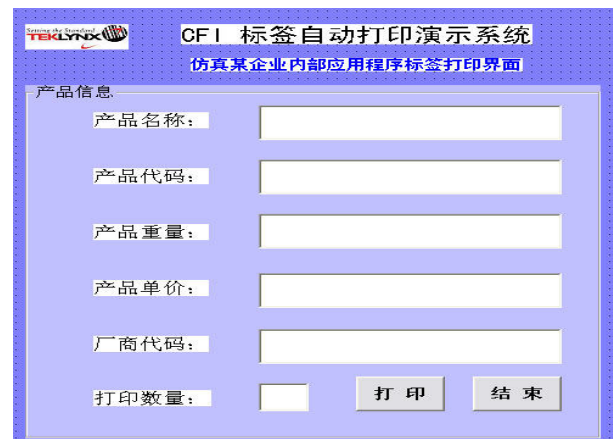 Setting the Standard
TEKLYNX
CFI 标签自动打印演示系统
仿真某企业内部应用程序标签打印界面
产品信息
产品名称:
产品代码:
产品重量:
产品单价:
厂商代码:
打印数量:
打 印
结 束